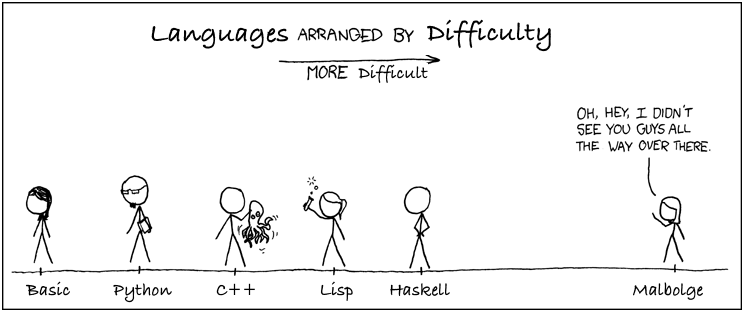 Languages ARRANGED BY Difficulty
MORE Difficult
OH, HEY, I DIDN'T
SEE YOU GUYS ALL
THE WAY OVER THERE.
Basic Python C++ Lisp Haskell Malbolge